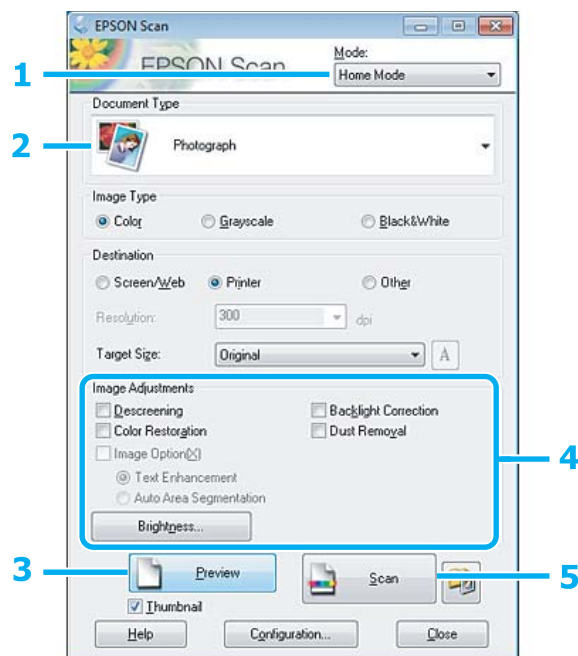 EPSON Scan
EPSON Scan
Mode:
1
Home Mode
Document Type
2
Photograph
Image Type
Color Grayscale Black&White
Destination
Screen/Web Printer Other
Resolution: 300 dpi
Target Size: Original A
Image Adjustments
Descreening Backlight Correction
Color Restoration Dust Removal
Image Option(X)
4
Text Enhancement
Auto Area Segmentation
Brightness...
3 Preview Scan 5
Thumbnail
Help Configuration... Close